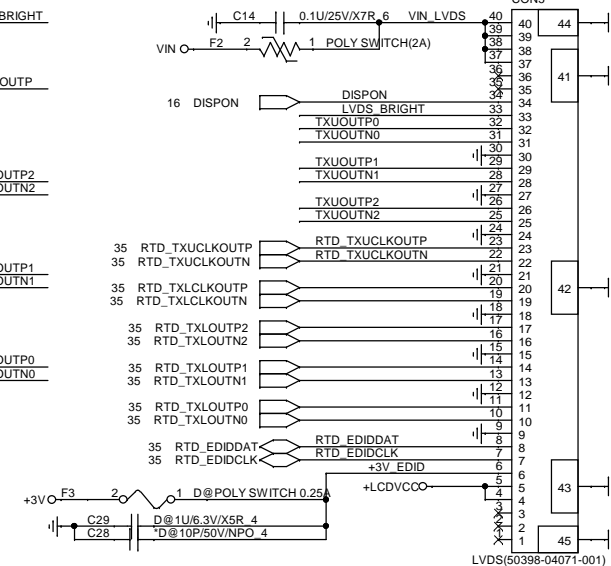 BRIGHT
OUTP
OUTP2
OUTN2
OUTP1
OUTN1
OUTP0
OUTN0
C14 0.1U/25V/X7R_6 VIN_LVDS 40 40 44
39 39
VIN F2 2 1 POLY SWITCH(2A) 38 38
37 37
36 36 41
35 35
16 DISPON DISPON 34 34
LVDS_BRIGHT 33 33
TXUOUTP0 32 32
TXUOUTN0 31 31
30 30
TXUOUTP1 29 29
TXUOUTN1 28 28
27 27
TXUOUTP2 26 26
TXUOUTN2 25 25
24 24
35 RTD_TXUCLKOUTP RTD_TXUCLKOUTP 23 23
35 RTD_TXUCLKOUTN RTD_TXUCLKOUTN 22 22
21 21
35 RTD_TXLCLKOUTP 20 20 42
35 RTD_TXLCLKOUTN 19 19
18 18
35 RTD_TXLOUTP2 17 17
35 RTD_TXLOUTN2 16 16
15 15
35 RTD_TXLOUTP1 14 14
35 RTD_TXLOUTN1 13 13
12 12
35 RTD_TXLOUTP0 11 11
35 RTD_TXLOUTN0 10 10
9 9
35 RTD_EDIDDAT RTD_EDIDDAT 8 8
35 RTD_EDIDCLK RTD_EDIDCLK 7 7
+3V_EDID 6 6
+LCDVCC 5 5 43
4 4
+3V F3 2 1 D@POLY SWITCH 0.25A 3 3
C29 D@1U/6.3V/X5R_4 2 2
C28 *D@10P/50V/NPO_4 1 1 45
LVDS(50398-04071-001)